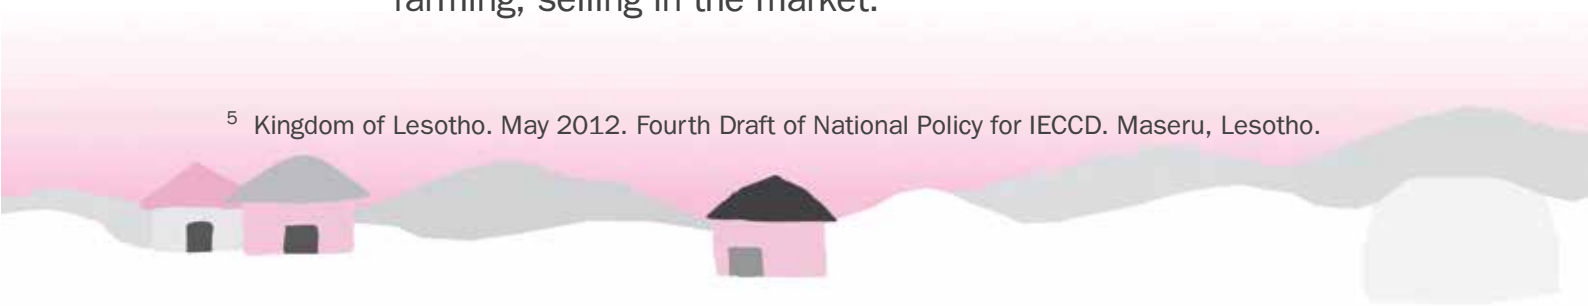 farming, selling in the market.
5 Kingdom of Lesotho. May 2012. Fourth Draft of National Policy for IECCD. Maseru, Lesotho.